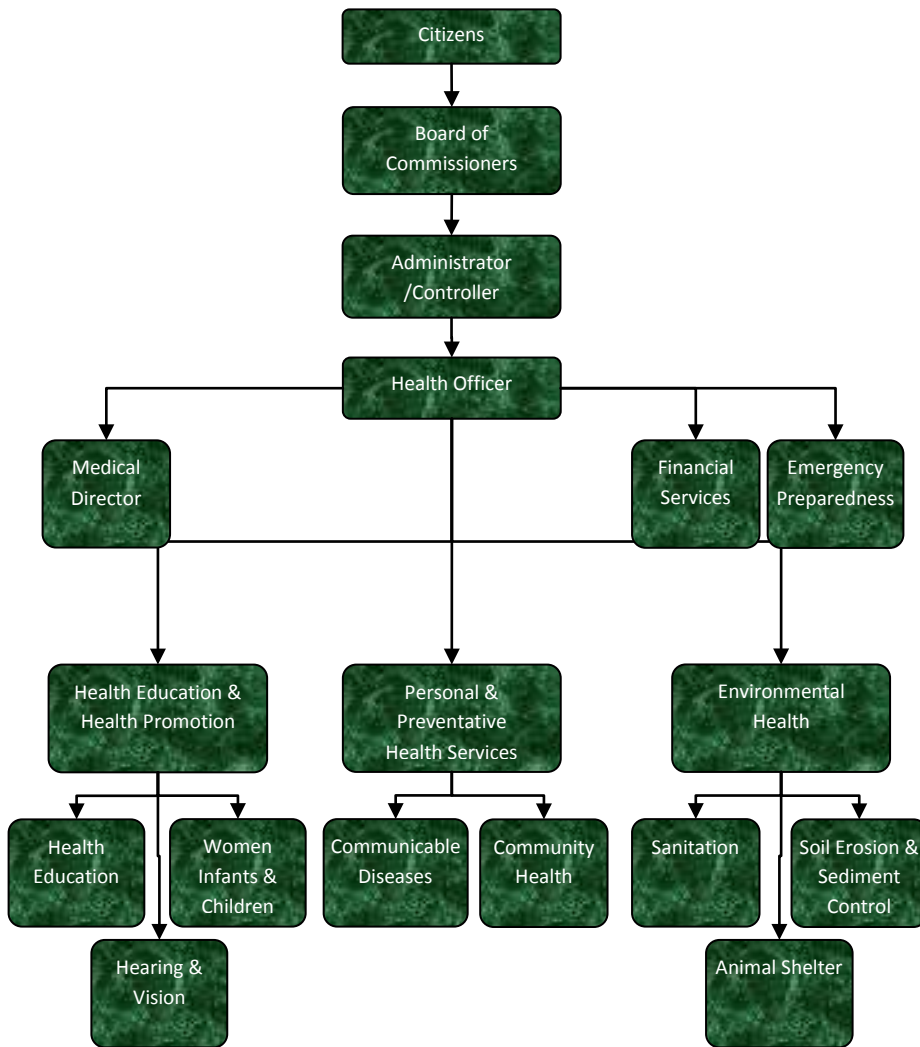 Citizens
Board of
Commissioners
Administrator
/Controller
Health Officer
Medical
Director
Financial
Services
Emergency
Preparedness
Health Education &
Health Promotion
Personal &
Preventative
Health Services
Environmental
Health
Health
Education
Women
Infants &
Children
Communicable
Diseases
Community
Health
Sanitation
Soil Erosion &
Sediment
Control
Hearing &
Vision
Animal Shelter